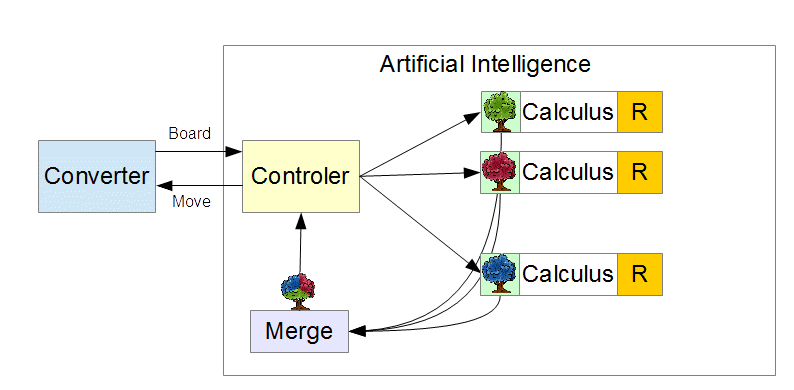 Artificial Intelligence
Calculus R
Board
Calculus R
Converter
Controler
Move
Calculus R
Merge